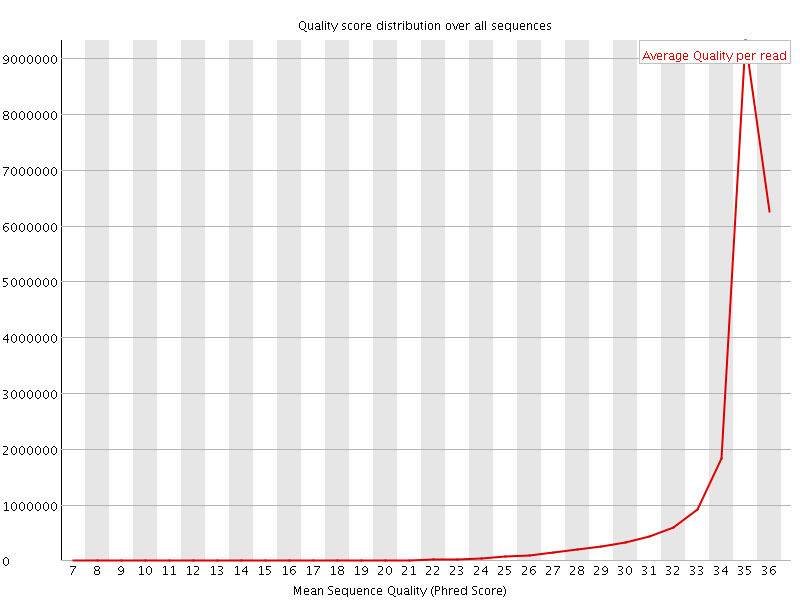 Quality score distribution over all sequences
Average Quality per read
9000000
8000000
7000000
6000000
5000000
4000000
3000000
2000000
1000000
0
7 8 9 10 11 12 13 14 15 16 17 18 19 20 21 22 23 24 25 26 27 28 29 30 31 32 33 34 35 36
Mean Sequence Quality (Phred Score)